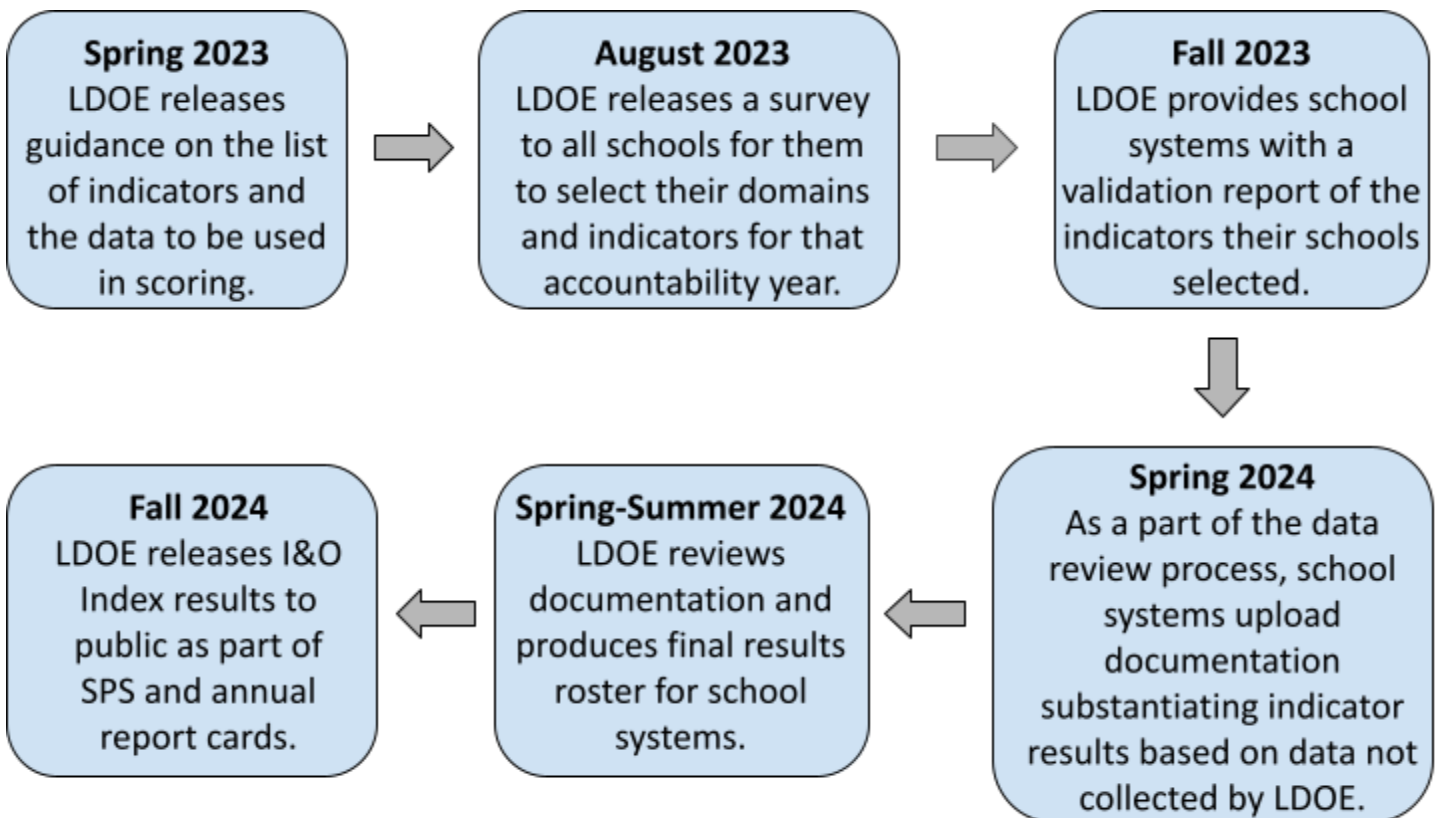 Spring 2023
LDOE releases
guidance on the list
of indicators and
the data to be used
in scoring.
August 2023
LDOE releases a survey
to all schools for them
to select their domains
and indicators for that
accountability year.
Fall 2023
LDOE provides school
systems with a
validation report of the
indicators their schools
selected.
Spring 2024
As a part of the data
review process, school
systems upload
documentation
substantiating indicator
results based on data not
collected by LDOE.
Spring-Summer 2024
LDOE reviews
documentation and
produces final results
roster for school
systems.
Fall 2024
LDOE releases I&O
Index results to
public as part of
SPS and annual
report cards.